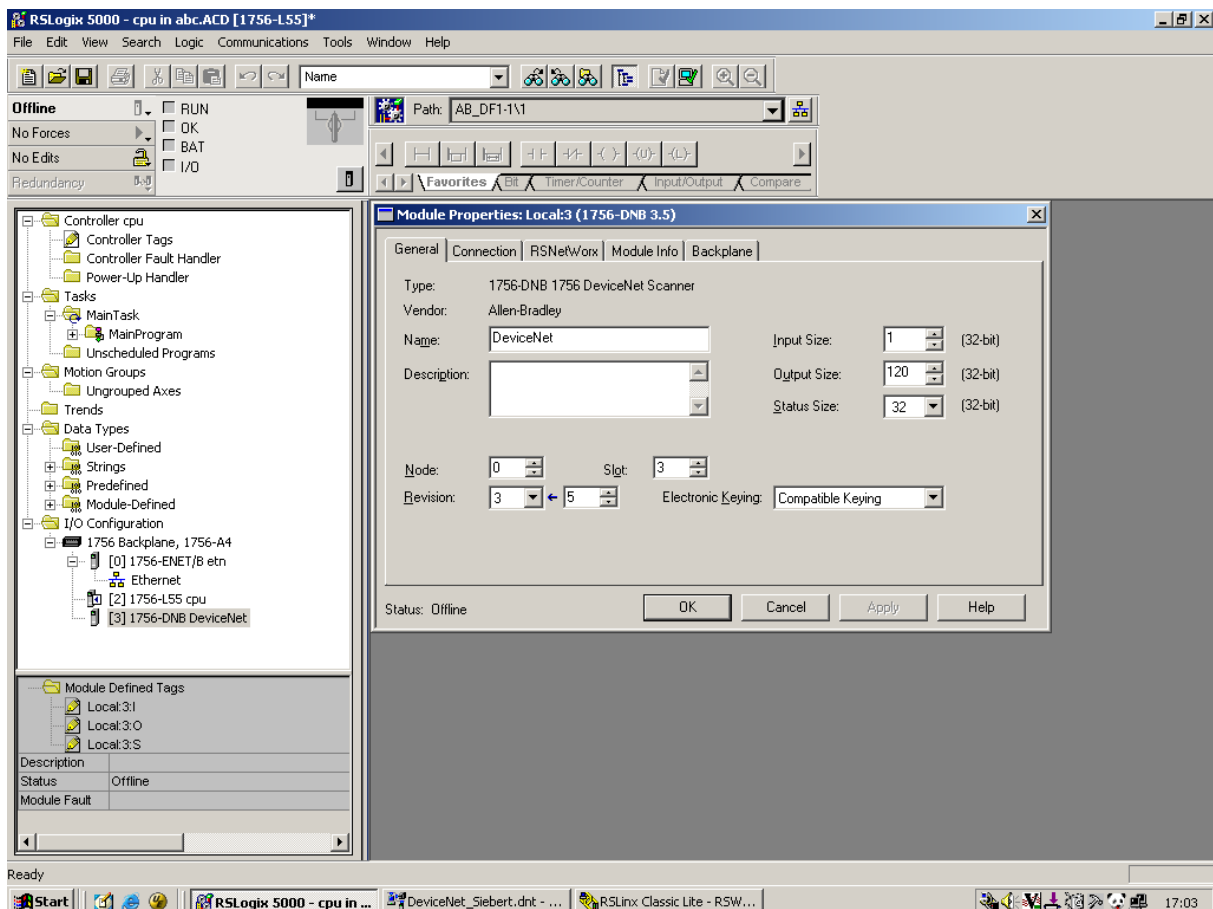 RSLogix 5000 - cpu in abc.ACD [1756-L55]*
File Edit View Search Logic Communications Tools Window Help
Name
Offline
RUN
No Forces
OK
No Edits
BAT
I/O
Redundancy
Path: AB_DF1-1\1
Favorites Bit Timer/Counter Input/Output Compare
Controller cpu
Controller Tags
Controller Fault Handler
Power-Up Handler
Tasks
MainTask
MainProgram
Unscheduled Programs
Motion Groups
Ungrouped Axes
Trends
Data Types
User-Defined
Strings
Predefined
Module-Defined
I/O Configuration
1756 Backplane, 1756-A4
[0] 1756-ENET/B etn
Ethernet
[2] 1756-L55 cpu
[3] 1756-DNB DeviceNet
Module Defined Tags
Local:3:I
Local:3:O
Local:3:S
Description
Status Offline
Module Fault
Module Properties: Local:3 (1756-DNB 3.5)
General Connection RSNetWorx Module Info Backplane
Type: 1756-DNB 1756 DeviceNet Scanner
Vendor: Allen-Bradley
Name: DeviceNet Input Size: 1 (32-bit)
Description: Output Size: 120 (32-bit)
Status Size: 32 (32-bit)
Node: 0 Slot: 3
Revision: 3 5 Electronic Keying: Compatible Keying
Status: Offline OK Cancel Apply Help
Ready
Start RSLogix 5000 - cpu in ... DeviceNet_Siebert.dnt - ... RSLinx Classic Lite - RSW... 17:03